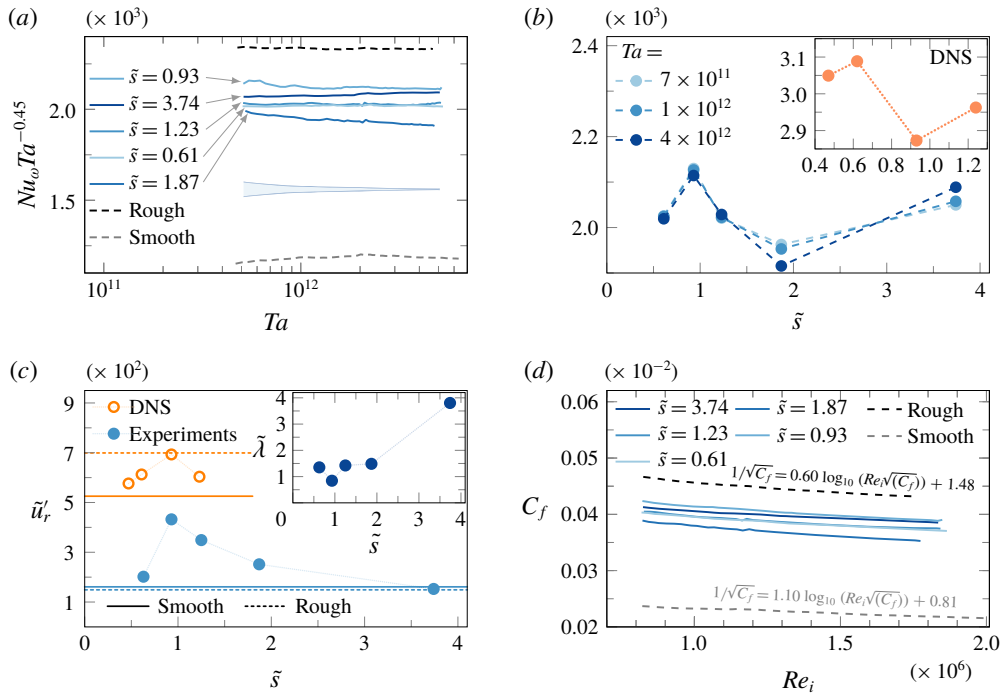 (a)
(× 10³)
2.0
1.5
Nu_ω Ta^−0.45
s̃ = 0.93
s̃ = 3.74
s̃ = 1.23
s̃ = 0.61
s̃ = 1.87
Rough
Smooth
10¹¹
10¹²
Ta
(b)
(× 10³)
2.4
2.2
2.1
2.0
1.9
Ta =
7 × 10¹¹
1 × 10¹²
4 × 10¹²
DNS
3.1
3.0
2.9
0.4 0.6 0.8 1.0 1.2
0 1 2 3 4
s̃
(c)
(× 10²)
9
7
5
3
1
ũ′r
DNS
Experiments
λ̃
4
3
2
1
0 1 2 3 4
s̃
Smooth
Rough
0 1 2 3 4
s̃
(d)
(× 10⁻²)
0.06
0.05
0.04
0.03
0.02
C_f
s̃ = 3.74
s̃ = 1.87
Rough
s̃ = 1.23
s̃ = 0.93
Smooth
s̃ = 0.61
1/√C_f = 0.60 log₁₀ (Re_i√(C_f)) + 1.48
1/√C_f = 1.10 log₁₀ (Re_i√(C_f)) + 0.81
1.0 1.5 2.0
(× 10⁶)
Re_i